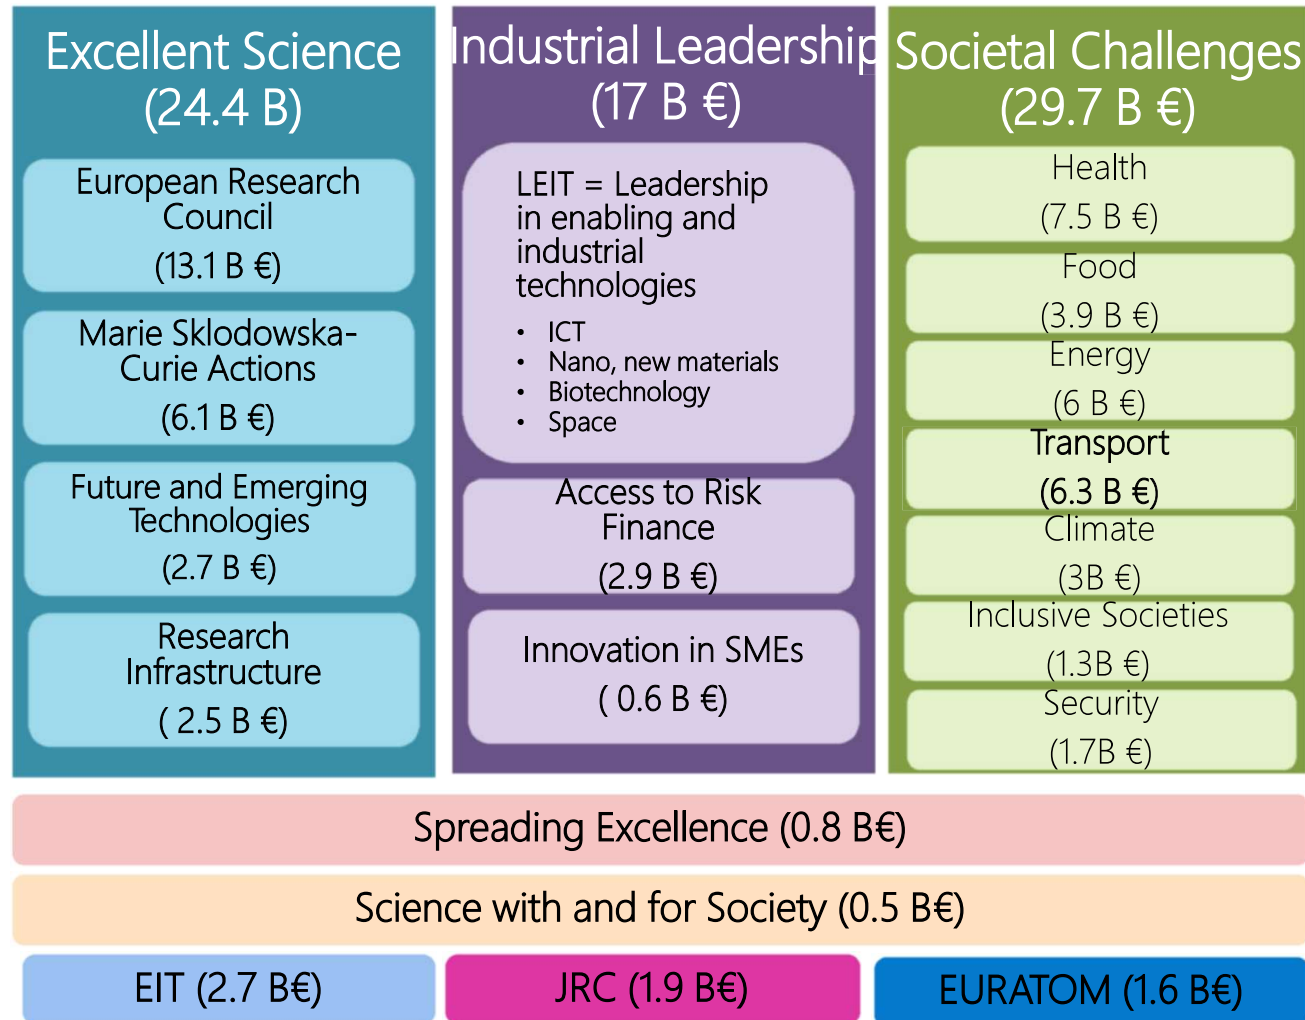 Excellent Science
(24.4 B)
European Research
Council
(13.1 B €)
Marie Sklodowska-
Curie Actions
(6.1 B €)
Future and Emerging
Technologies
(2.7 B €)
Research
Infrastructure
( 2.5 B €)
Industrial Leadership
(17 B €)
LEIT = Leadership
in enabling and
industrial
technologies
• ICT
• Nano, new materials
• Biotechnology
• Space
Access to Risk
Finance
(2.9 B €)
Innovation in SMEs
( 0.6 B €)
Societal Challenges
(29.7 B €)
Health
(7.5 B €)
Food
(3.9 B €)
Energy
(6 B €)
Transport
(6.3 B €)
Climate
(3B €)
Inclusive Societies
(1.3B €)
Security
(1.7B €)
Spreading Excellence (0.8 B€)
Science with and for Society (0.5 B€)
EIT (2.7 B€)
JRC (1.9 B€)
EURATOM (1.6 B€)